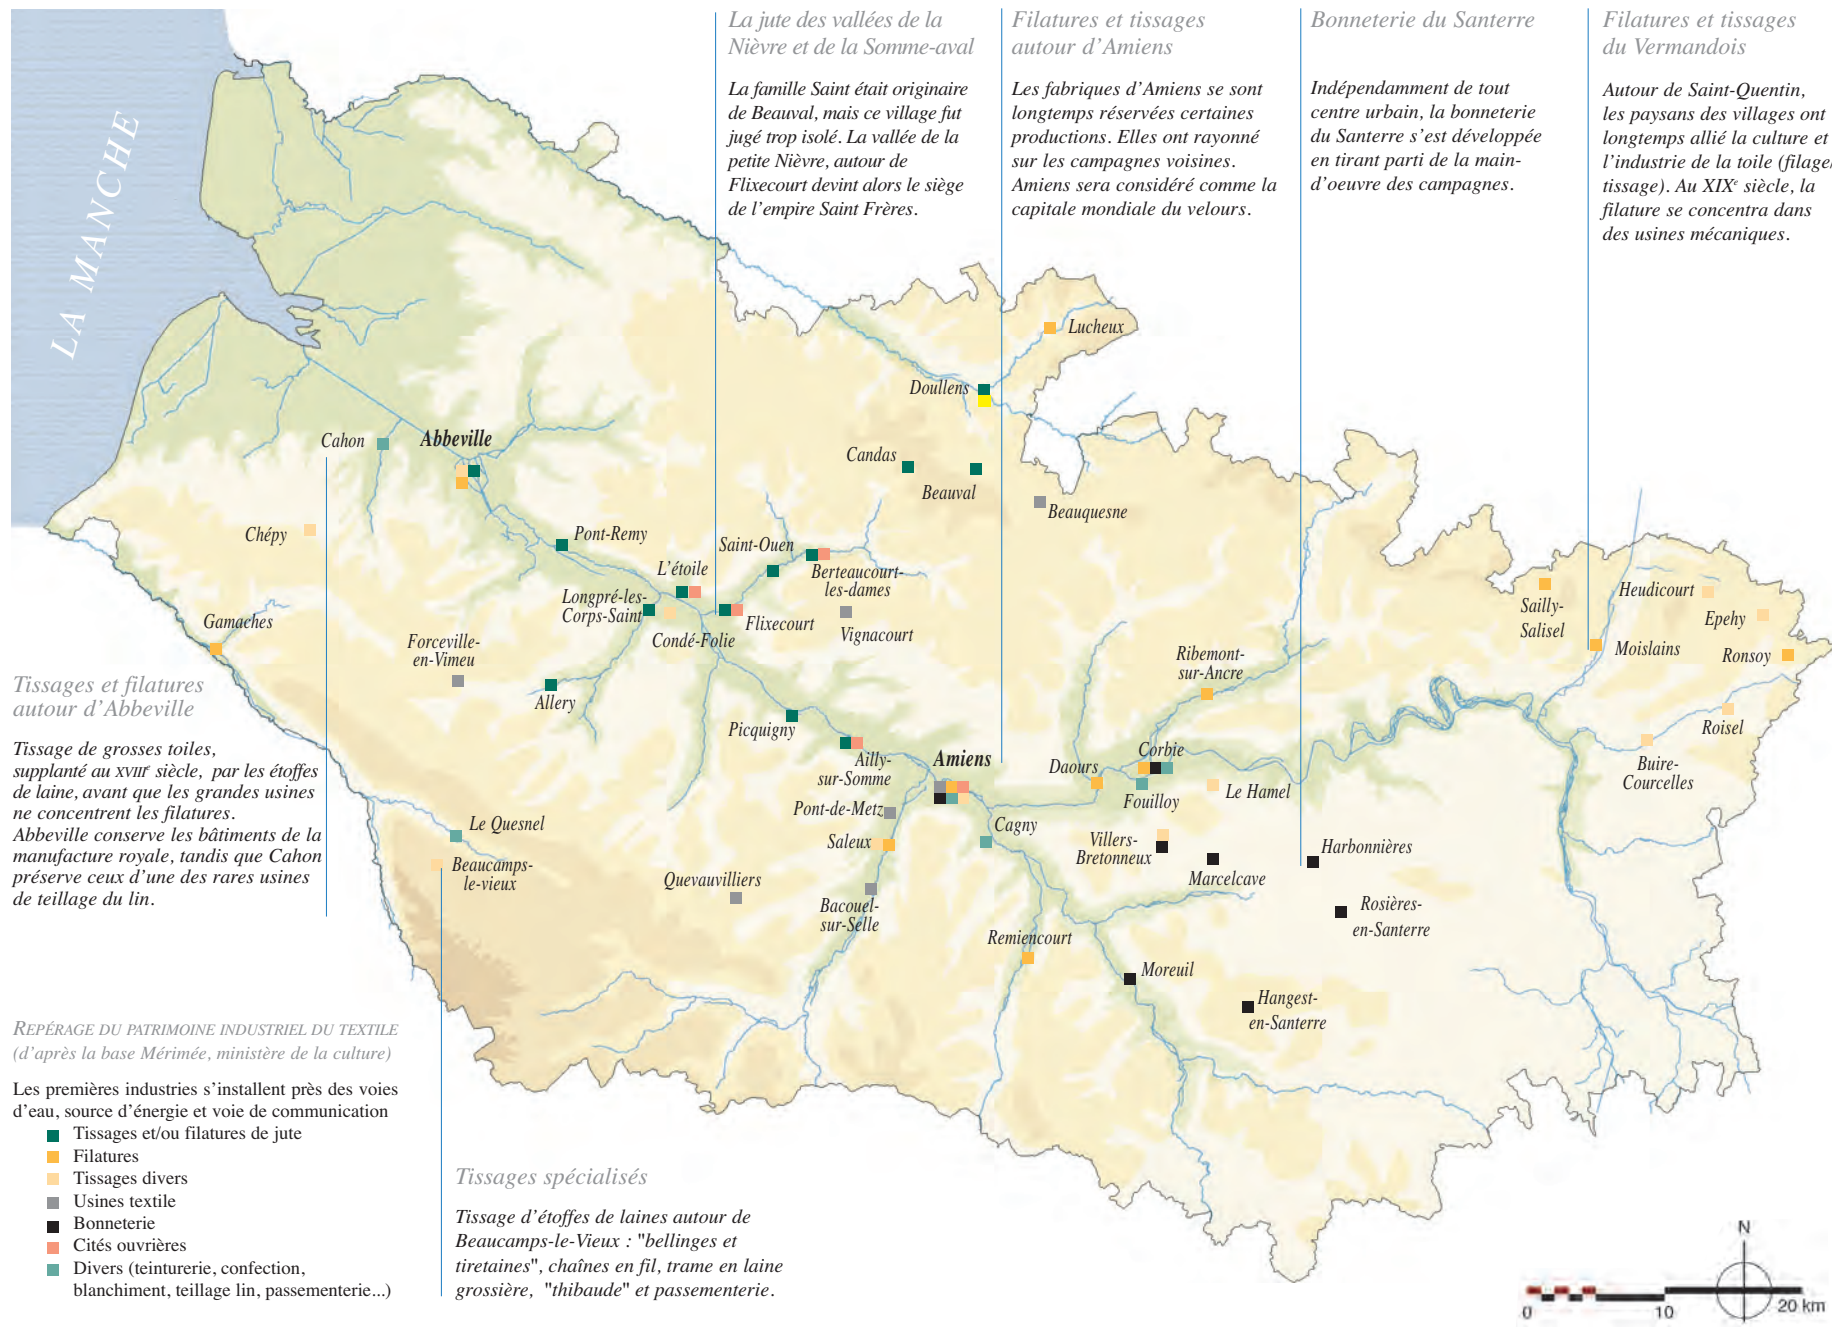 La jute des vallées de la
Nièvre et de la Somme-aval
La famille Saint était originaire
de Beauval, mais ce village fut
jugé trop isolé. La vallée de la
petite Nièvre, autour de
Flixecourt devint alors le siège
de l'empire Saint Frères.
Filatures et tissages
autour d'Amiens
Les fabriques d'Amiens se sont
longtemps réservées certaines
productions. Elles ont rayonné
sur les campagnes voisines.
Amiens sera considéré comme la
capitale mondiale du velours.
Bonneterie du Santerre
Indépendamment de tout
centre urbain, la bonneterie
du Santerre s'est développée
en tirant parti de la main-
d'oeuvre des campagnes.
Filatures et tissages
du Vermandois
Autour de Saint-Quentin,
les paysans des villages ont
longtemps allié la culture et
l'industrie de la toile (filage/
tissage). Au XIXe siècle, la
filature se concentra dans
des usines mécaniques.
LA MANCHE
Lucheux
Doullens
Cahon
Abbeville
Candas
Beauval
Beauquesne
Chépy
Pont-Remy
Saint-Ouen
L'étoile
Berteaucourt-
les-dames
Longpré-les-
Corps-Saint
Condé-Folie
Flixecourt
Vignacourt
Gamaches
Forceville-
en-Vimeu
Allery
Picquigny
Ailly-
sur-Somme
Amiens
Pont-de-Metz
Saleux
Cagny
Daours
Corbie
Fouilloy
Le Hamel
Ribemont-
sur-Ancre
Sailly-
Salisel
Heudicourt
Epehy
Moislains
Ronsoy
Roisel
Buire-
Courcelles
Villers-
Bretonneux
Marcelcave
Harbonnières
Rosières-
en-Santerre
Le Quesnel
Beaucamps-
le-vieux
Quevauvilliers
Bacouel-
sur-Selle
Remiencourt
Moreuil
Hangest-
en-Santerre
Tissages et filatures
autour d'Abbeville
Tissage de grosses toiles,
supplanté au XVIIIe siècle, par les étoffes
de laine, avant que les grandes usines
ne concentrent les filatures.
Abbeville conserve les bâtiments de la
manufacture royale, tandis que Cahon
préserve ceux d'une des rares usines
de teillage du lin.
REPÉRAGE DU PATRIMOINE INDUSTRIEL DU TEXTILE
(d'après la base Mérimée, ministère de la culture)
Les premières industries s'installent près des voies
d'eau, source d'énergie et voie de communication
Tissages et/ou filatures de jute
Filatures
Tissages divers
Usines textile
Bonneterie
Cités ouvrières
Divers (teinturerie, confection,
blanchiment, teillage lin, passementerie...)
Tissages spécialisés
Tissage d'étoffes de laines autour de
Beaucamps-le-Vieux : "bellinges et
tiretaines", chaînes en fil, trame en laine
grossière, "thibaude" et passementerie.
N
0
10
20 km